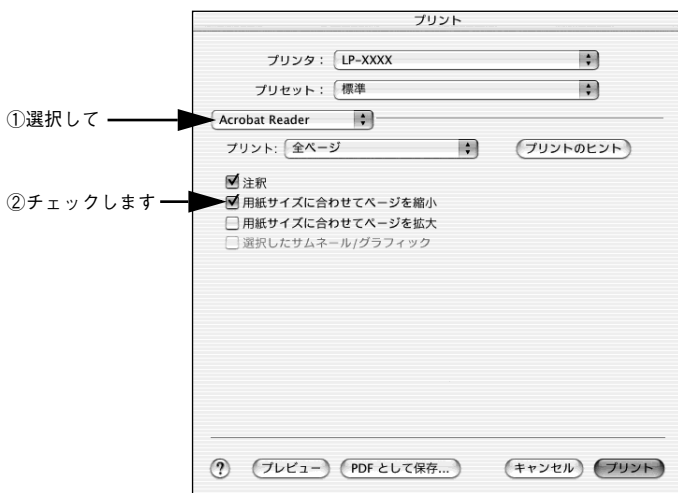 プリント
プリンタ： LP-XXXX
プリセット： 標準
①選択して Acrobat Reader
プリント: 全ページ プリントのヒント
注釈
②チェックします 用紙サイズに合わせてページを縮小
用紙サイズに合わせてページを拡大
選択したサムネール/グラフィック
? プレビュー PDF として保存... キャンセル プリント